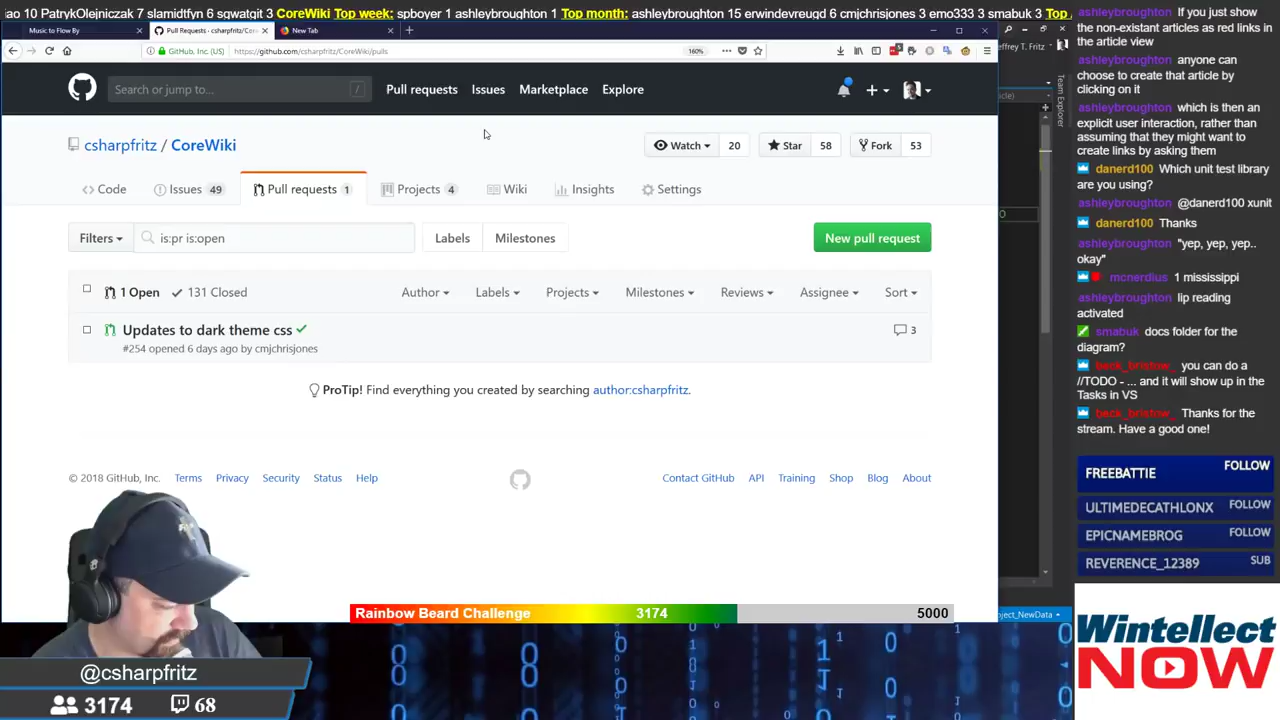 ao 10 PatrykOlejniczak 7 slamidtfyn 6 sgwatgit 3 CoreWiki Top week: spboyer 1 ashleybroughton 1 Top month: ashleybroughton 15 erwindevreugd 6 cmjchrisjones 3 emo333 3 smabuk 3 Top
Music to Flow By
Pull Requests · csharpfritz/Core
New Tab
GitHub, Inc. (US)
https://github.com/csharpfritz/CoreWiki/pulls
160%
Search or jump to...
/
Pull requests
Issues
Marketplace
Explore
csharpfritz / CoreWiki
Watch 20
Star 58
Fork 53
Code
Issues 49
Pull requests 1
Projects 4
Wiki
Insights
Settings
Filters
is:pr is:open
Labels
Milestones
New pull request
1 Open
131 Closed
Author
Labels
Projects
Milestones
Reviews
Assignee
Sort
Updates to dark theme css
3
#254 opened 6 days ago by cmjchrisjones
ProTip! Find everything you created by searching author:csharpfritz.
© 2018 GitHub, Inc.
Terms
Privacy
Security
Status
Help
Contact GitHub
API
Training
Shop
Blog
About
Rainbow Beard Challenge
3174
5000
@csharpfritz
3174
68
effrey T. Fritz
Team Explorer
oject_NewData
ashleybroughton If you just show
the non-existant articles as red links in
the article view
ashleybroughton anyone can
choose to create that article by
clicking on it
ashleybroughton which is then an
explicit user interaction, rather than
assuming that they might want to
create links by asking them
danerd100 Which unit test library
are you using?
ashleybroughton @danerd100 xunit
danerd100 Thanks
ashleybroughton "yep, yep, yep..
okay"
mcnerdius 1 mississipi
ashleybroughton lip reading
activated
smabuk docs folder for the
diagram?
beck_bristow_ you can do a
//TODO - ... and it will show up in the
Tasks in VS
beck_bristow_ Thanks for the
stream. Have a good one!
FREEBATTIE FOLLOW
ULTIMEDECATHLONX FOLLOW
EPICNAMEBROG FOLLOW
REVERENCE_12389 SUB
Wintellect
NOW